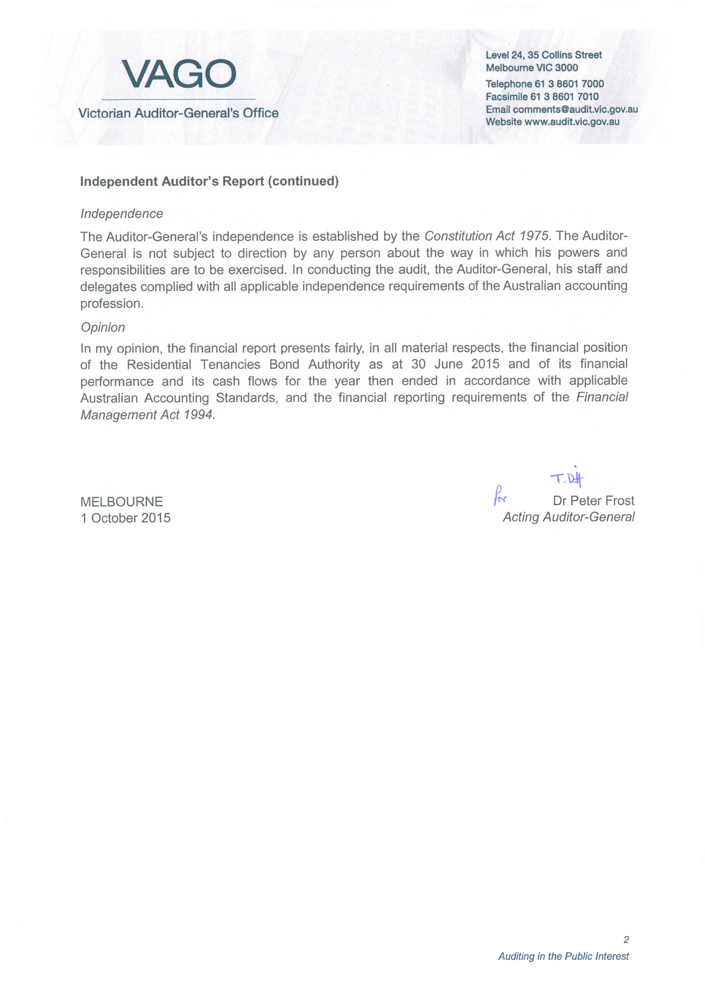 VAGO
Victorian Auditor-General's Office
Level 24, 35 Collins Street
Melbourne VIC 3000
Telephone 61 3 8601 7000
Facsimile 61 3 8601 7010
Email comments@audit.vic.gov.au
Website www.audit.vic.gov.au
Independent Auditor's Report (continued)
Independence
The Auditor-General's independence is established by the Constitution Act 1975. The Auditor-
General is not subject to direction by any person about the way in which his powers and
responsibilities are to be exercised. In conducting the audit, the Auditor-General, his staff and
delegates complied with all applicable independence requirements of the Australian accounting
profession.
Opinion
In my opinion, the financial report presents fairly, in all material respects, the financial position
of the Residential Tenancies Bond Authority as at 30 June 2015 and of its financial
performance and its cash flows for the year then ended in accordance with applicable
Australian Accounting Standards, and the financial reporting requirements of the Financial
Management Act 1994.
MELBOURNE
1 October 2015
for Dr Peter Frost
Acting Auditor-General
2
Auditing in the Public Interest